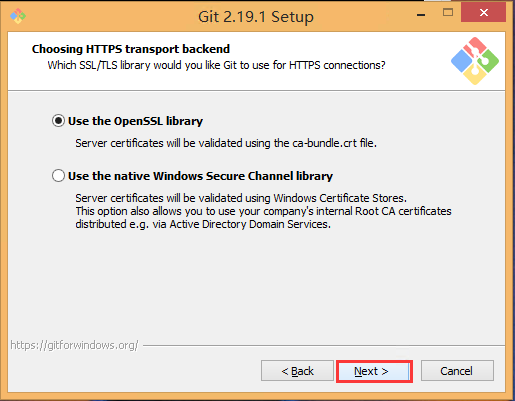 Git 2.19.1 Setup
Choosing HTTPS transport backend
Which SSL/TLS library would you like Git to use for HTTPS connections?
Use the OpenSSL library
Server certificates will be validated using the ca-bundle.crt file.
Use the native Windows Secure Channel library
Server certificates will be validated using Windows Certificate Stores.
This option also allows you to use your company's internal Root CA certificates
distributed e.g. via Active Directory Domain Services.
https://gitforwindows.org/
< Back Next > Cancel